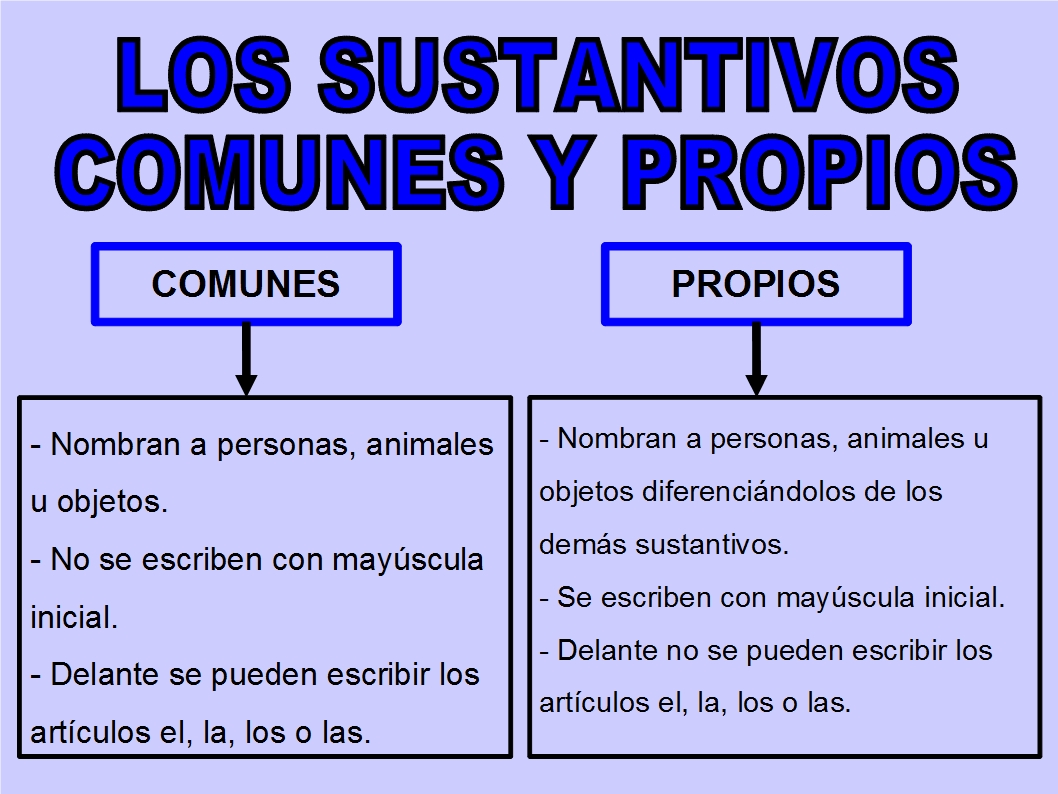 LOS SUSTANTIVOS
COMUNES Y PROPIOS
COMUNES
- Nombran a personas, animales
u objetos.
- No se escriben con mayúscula
inicial.
- Delante se pueden escribir los
artículos el, la, los o las.
PROPIOS
- Nombran a personas, animales u
objetos diferenciándolos de los
demás sustantivos.
- Se escriben con mayúscula inicial.
- Delante no se pueden escribir los
artículos el, la, los o las.